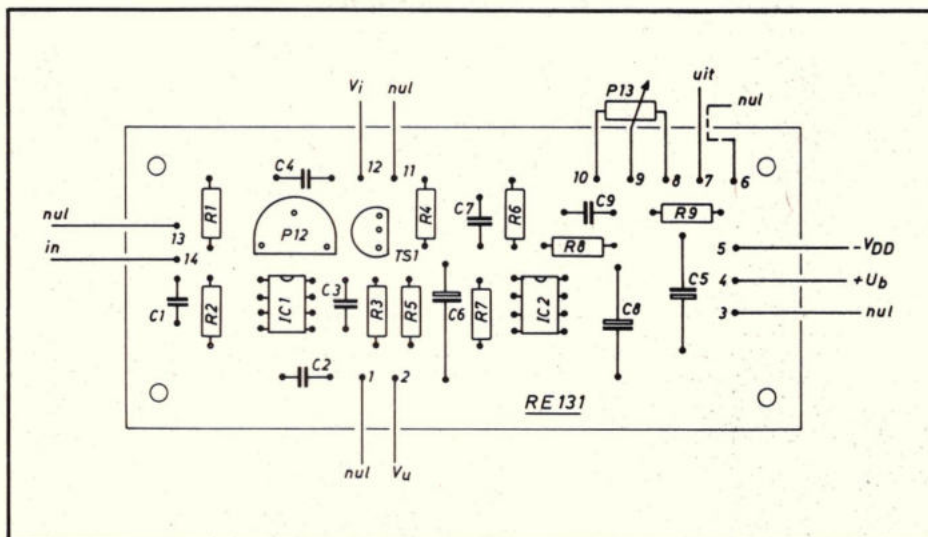 uit
P13
nul
Vi nul
10 9 8 7 6
C4 12 11
R1 P12 TS1 R4 C7 R6 C9 R9
nul 13
in 14
R8
5 -VDD
4 +Ub
3 nul
C1 R2 IC1 C3 R3 R5 C6 R7 IC2 C8 C5
C2 1 2
RE131
nul Vu